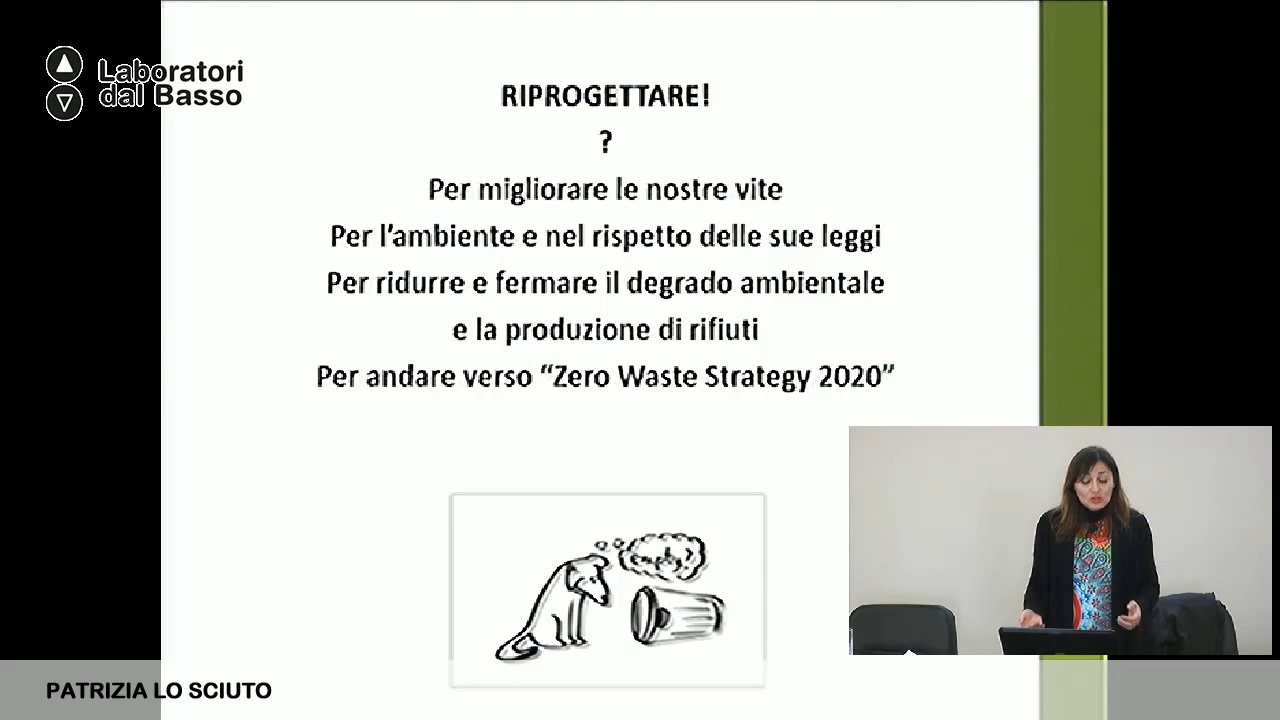 Laboratori
dal Basso
RIPROGETTARE!
?
Per migliorare le nostre vite
Per l’ambiente e nel rispetto delle sue leggi
Per ridurre e fermare il degrado ambientale
e la produzione di rifiuti
Per andare verso “Zero Waste Strategy 2020”
PATRIZIA LO SCIUTO